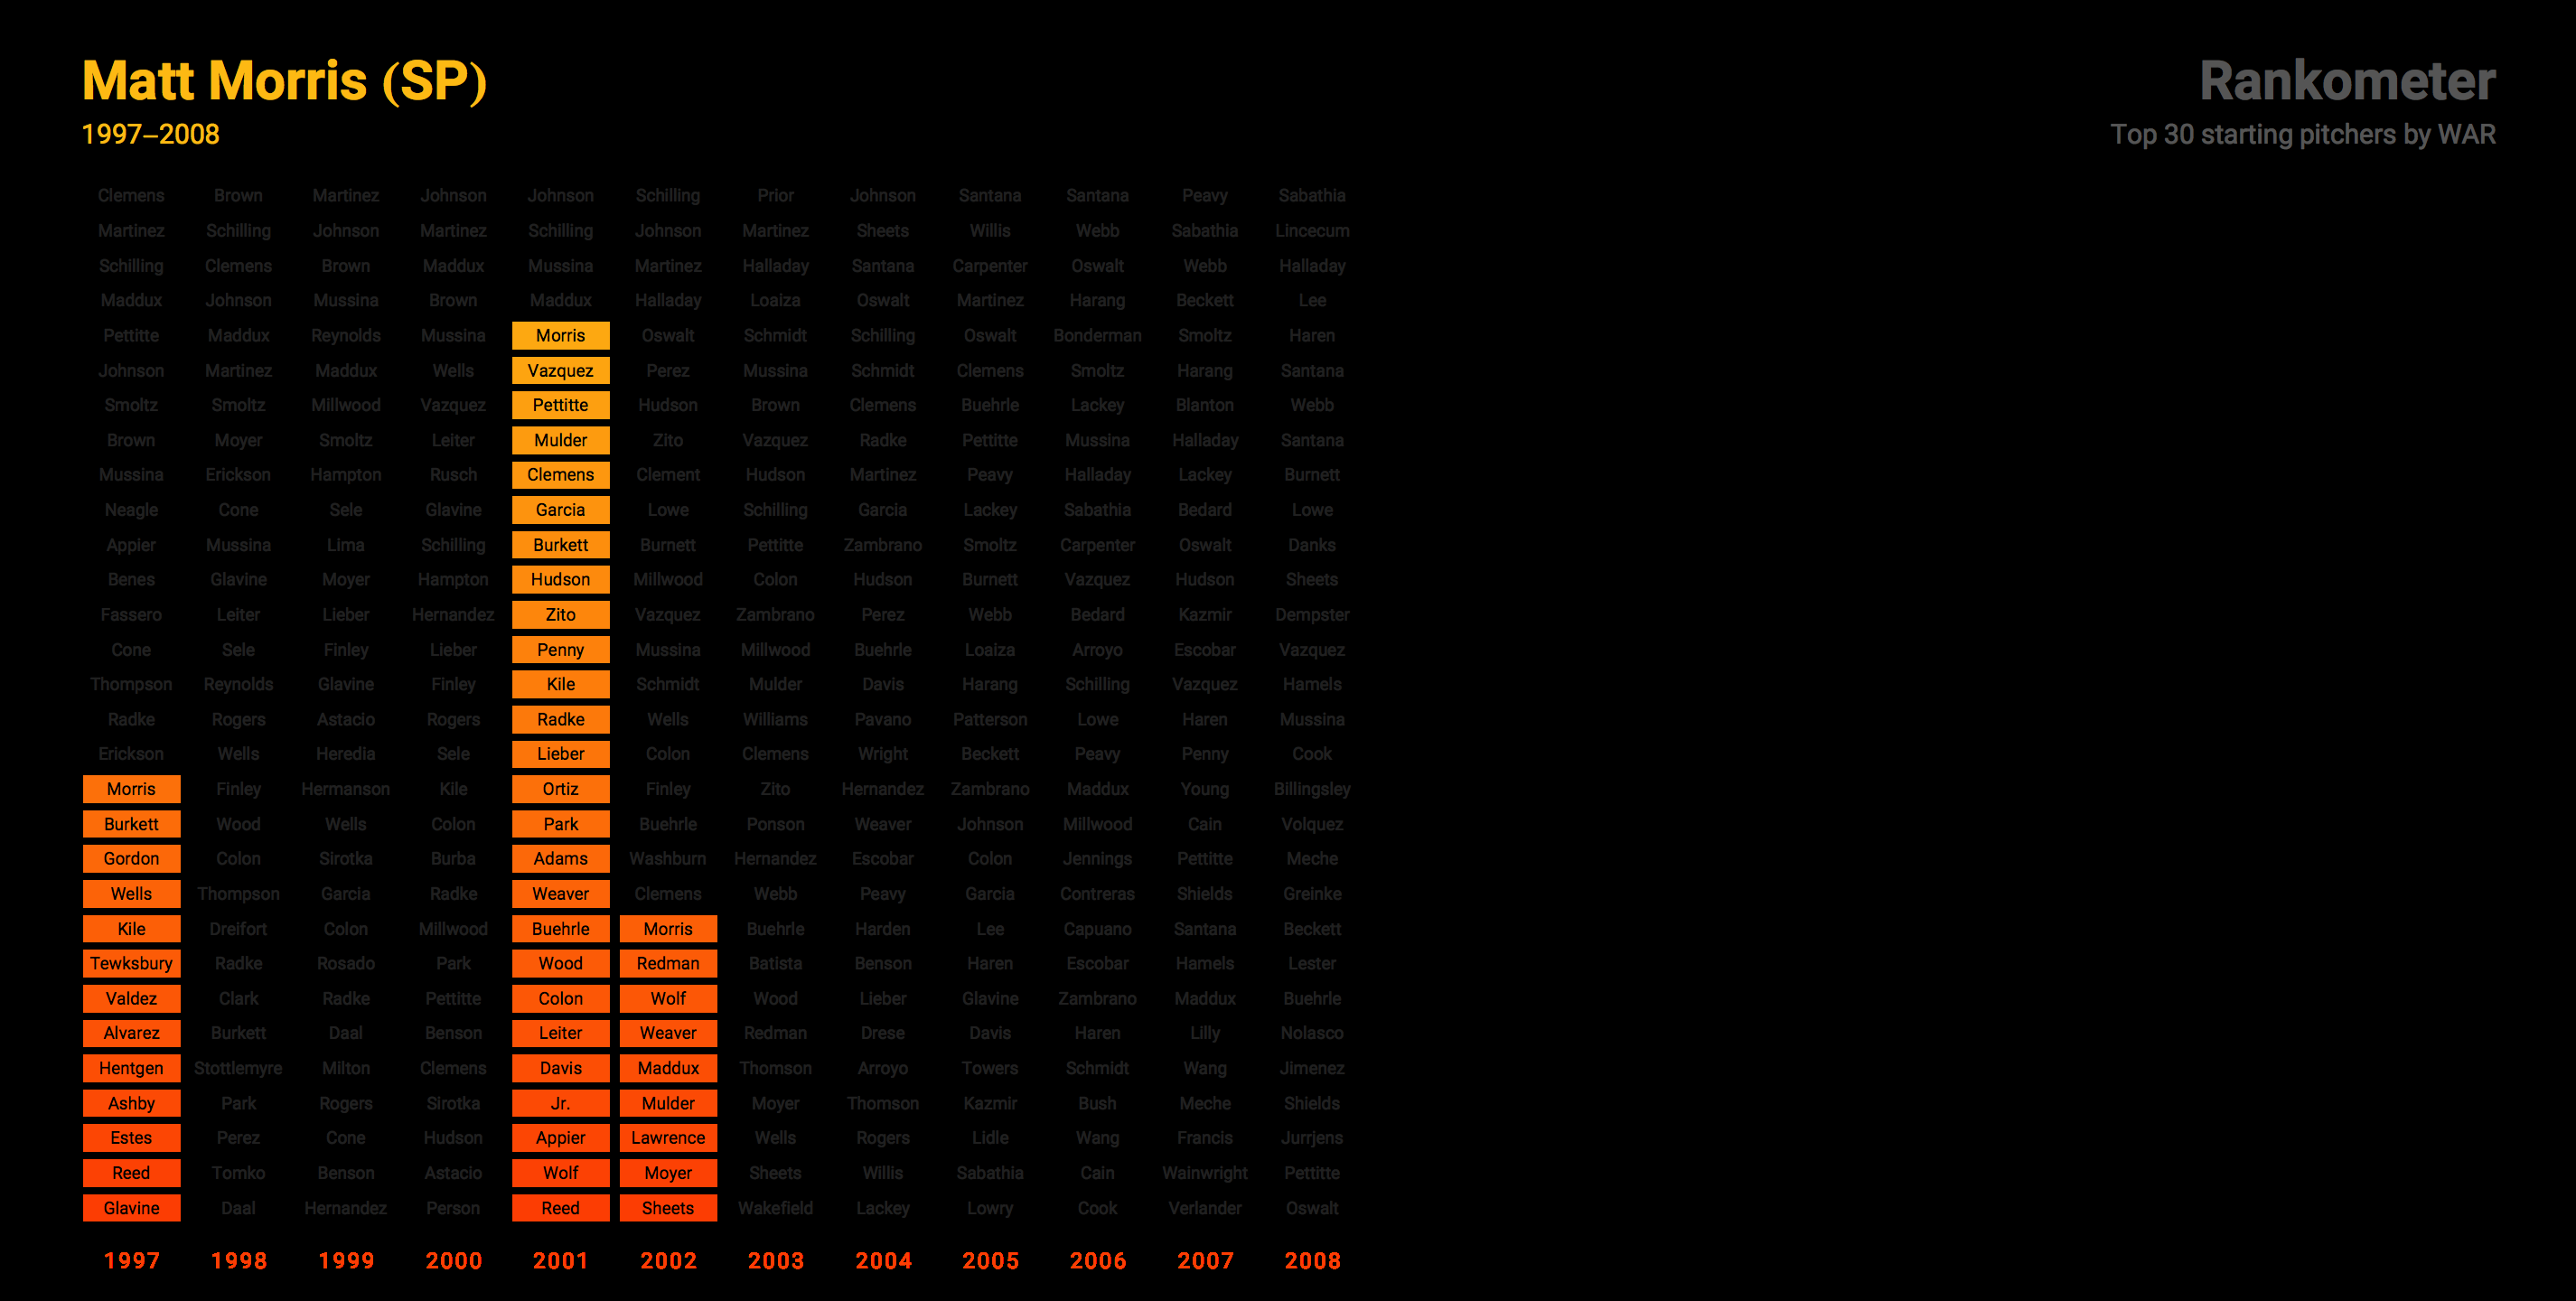 Matt Morris (SP)
1997–2008
Rankometer
Top 30 starting pitchers by WAR
Clemens Brown Martinez Johnson Johnson Schilling Prior Johnson Santana Santana Peavy Sabathia
Martinez Schilling Johnson Martinez Schilling Johnson Martinez Sheets Willis Webb Sabathia Lincecum
Schilling Clemens Brown Maddux Mussina Martinez Halladay Santana Carpenter Oswalt Webb Halladay
Maddux Johnson Mussina Brown Maddux Halladay Loaiza Oswalt Martinez Harang Beckett Lee
Pettitte Maddux Reynolds Mussina Morris Oswalt Schmidt Schilling Oswalt Bonderman Smoltz Haren
Johnson Martinez Maddux Wells Vazquez Perez Mussina Schmidt Clemens Smoltz Harang Santana
Smoltz Smoltz Millwood Vazquez Pettitte Hudson Brown Clemens Buehrle Lackey Blanton Webb
Brown Moyer Smoltz Leiter Mulder Zito Vazquez Radke Pettitte Mussina Halladay Santana
Mussina Erickson Hampton Rusch Clemens Clement Hudson Martinez Peavy Halladay Lackey Burnett
Neagle Cone Sele Glavine Garcia Lowe Schilling Garcia Lackey Sabathia Bedard Lowe
Appier Mussina Lima Schilling Burkett Burnett Pettitte Zambrano Smoltz Carpenter Oswalt Danks
Benes Glavine Moyer Hampton Hudson Millwood Colon Hudson Burnett Vazquez Hudson Sheets
Fassero Leiter Lieber Hernandez Zito Vazquez Zambrano Perez Webb Bedard Kazmir Dempster
Cone Sele Finley Lieber Penny Mussina Millwood Buehrle Loaiza Arroyo Escobar Vazquez
Thompson Reynolds Glavine Finley Kile Schmidt Mulder Davis Harang Schilling Vazquez Hamels
Radke Rogers Astacio Rogers Radke Wells Williams Pavano Patterson Lowe Haren Mussina
Erickson Wells Heredia Sele Lieber Colon Clemens Wright Beckett Peavy Penny Cook
Morris Finley Hermanson Kile Ortiz Finley Zito Hernandez Zambrano Maddux Young Billingsley
Burkett Wood Wells Colon Park Buehrle Ponson Weaver Johnson Millwood Cain Volquez
Gordon Colon Sirotka Burba Adams Washburn Hernandez Escobar Colon Jennings Pettitte Meche
Wells Thompson Garcia Radke Weaver Clemens Webb Peavy Garcia Contreras Shields Greinke
Kile Dreifort Colon Millwood Buehrle Morris Buehrle Harden Lee Capuano Santana Beckett
Tewksbury Radke Rosado Park Wood Redman Batista Benson Haren Escobar Hamels Lester
Valdez Clark Radke Pettitte Colon Wolf Wood Lieber Glavine Zambrano Maddux Buehrle
Alvarez Burkett Daal Benson Leiter Weaver Redman Drese Davis Haren Lilly Nolasco
Hentgen Stottlemyre Milton Clemens Davis Maddux Thomson Arroyo Towers Schmidt Wang Jimenez
Ashby Park Rogers Sirotka Jr. Mulder Moyer Thomson Kazmir Bush Meche Shields
Estes Perez Cone Hudson Appier Lawrence Wells Rogers Lidle Wang Francis Jurrjens
Reed Tomko Benson Astacio Wolf Moyer Sheets Willis Sabathia Cain Wainwright Pettitte
Glavine Daal Hernandez Person Reed Sheets Wakefield Lackey Lowry Cook Verlander Oswalt
1997 1998 1999 2000 2001 2002 2003 2004 2005 2006 2007 2008